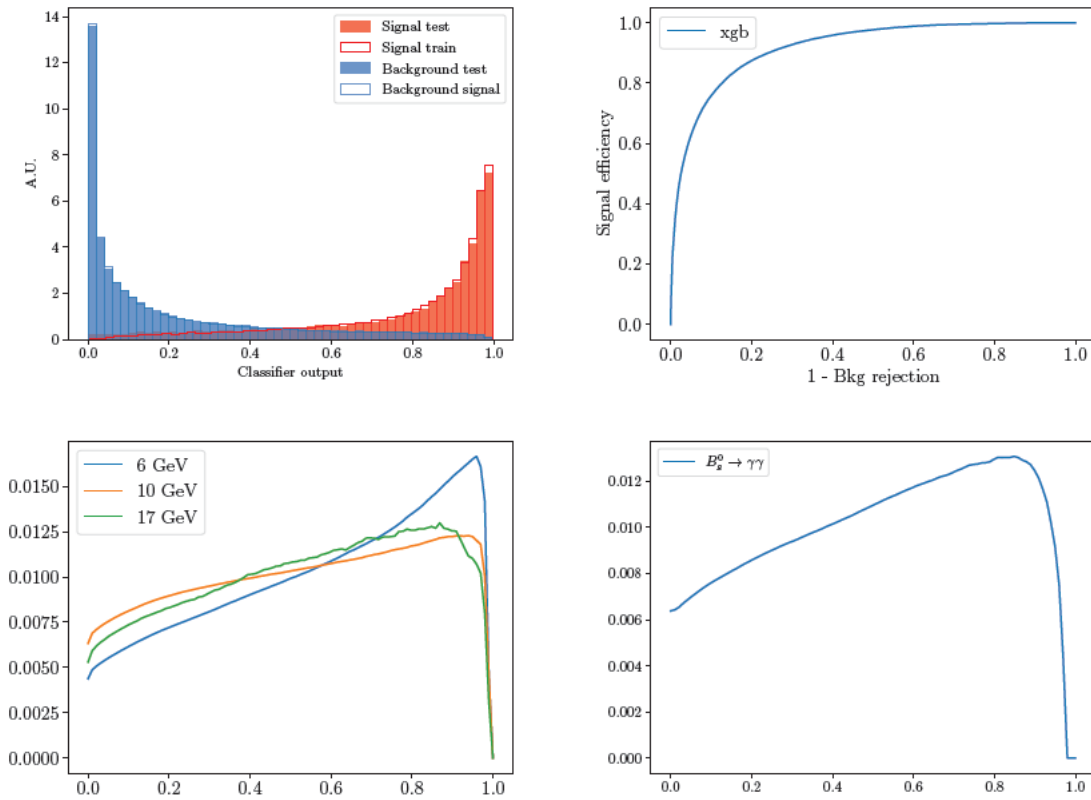 14
12
10
8
6
4
2
0
A.U.
Signal test
Signal train
Background test
Background signal
0.0 0.2 0.4 0.6 0.8 1.0
Classifier output
1.0
0.8
0.6
0.4
0.2
0.0
Signal efficiency
xgb
0.0 0.2 0.4 0.6 0.8 1.0
1 - Bkg rejection
0.0150
0.0125
0.0100
0.0075
0.0050
0.0025
0.0000
6 GeV
10 GeV
17 GeV
0.0 0.2 0.4 0.6 0.8 1.0
0.012
0.010
0.008
0.006
0.004
0.002
0.000
B_s^0 → γγ
0.0 0.2 0.4 0.6 0.8 1.0